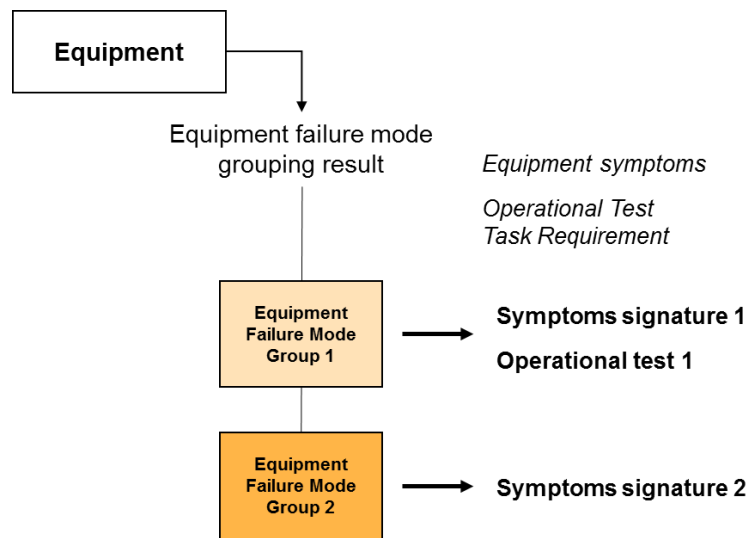 Equipment
Equipment failure mode
grouping result
Equipment symptoms
Operational Test
Task Requirement
Equipment
Failure Mode
Group 1
Symptoms signature 1
Operational test 1
Equipment
Failure Mode
Group 2
Symptoms signature 2